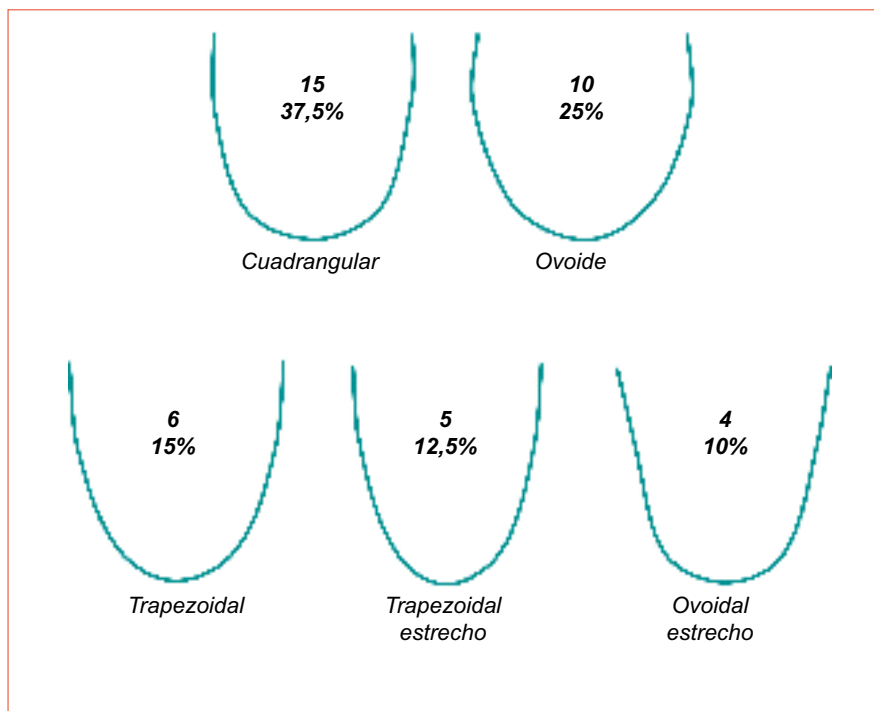 15
37,5%
10
25%
Cuadrangular
Ovoide
6
15%
5
12,5%
4
10%
Trapezoidal
Trapezoidal
estrecho
Ovoidal
estrecho